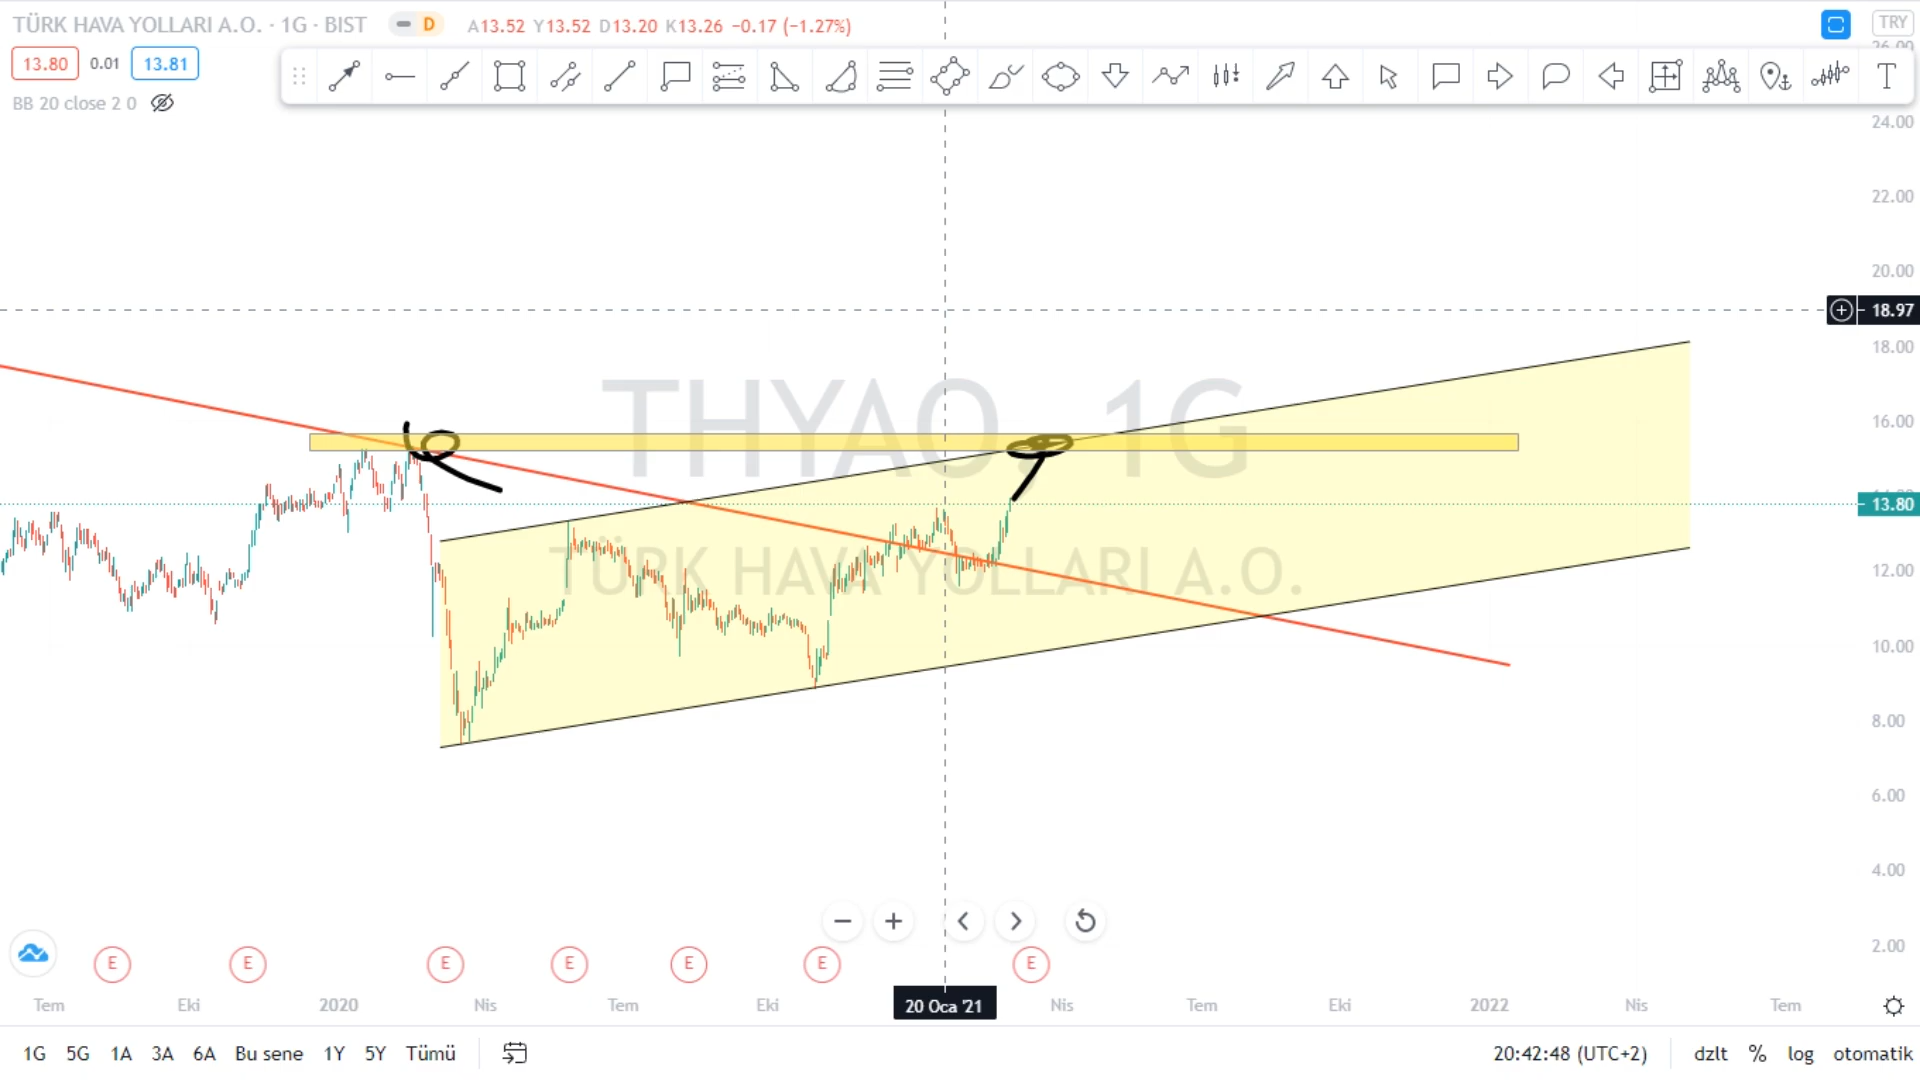 TÜRK HAVA YOLLARI A.O. · 1G · BIST D A13.52 Y13.52 D13.20 K13.26 −0.17 (−1.27%) TRY
13.80 0.01 13.81
BB 20 close 2 0
T
24.00
22.00
20.00
18.97
18.00
16.00
13.80
12.00
10.00
8.00
6.00
4.00
2.00
THYAO, 1G
TÜRK HAVA YOLLARI A.O.
E E E E E E E
Tem Eki 2020 Nis Tem Eki 20 Oca '21 Nis Tem Eki 2022 Nis Tem
1G 5G 1A 3A 6A Bu sene 1Y 5Y Tümü 20:42:48 (UTC+2) dzlt % log otomatik